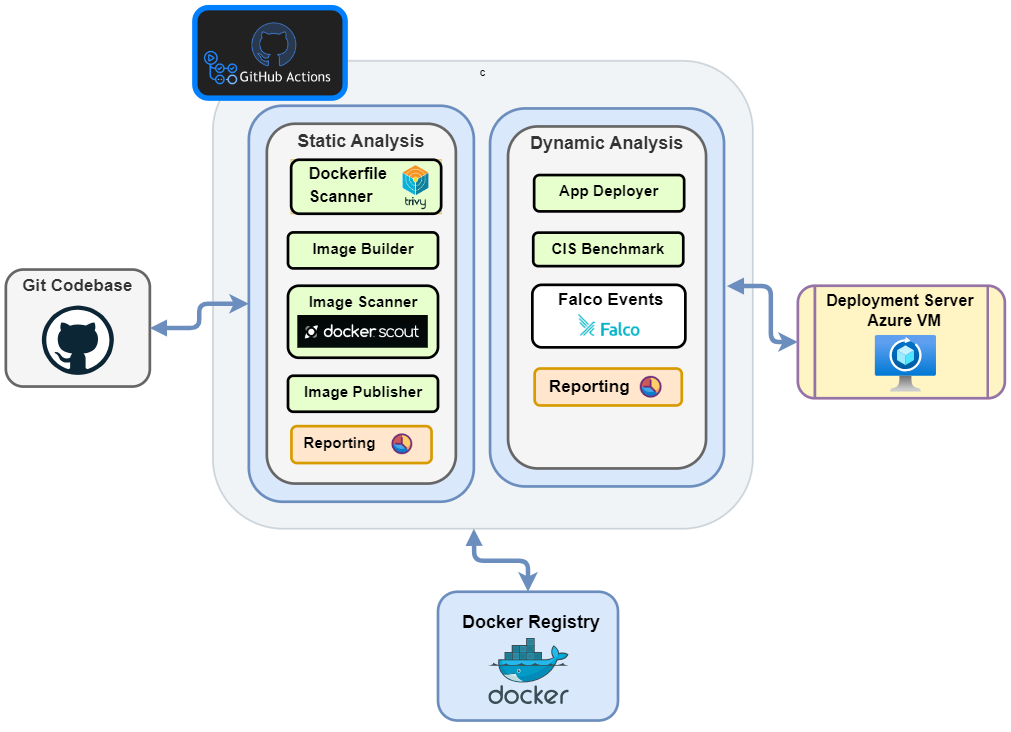 GitHub Actions
c
Static Analysis
Dockerfile
Scanner
trivy
Image Builder
Image Scanner
docker scout
Image Publisher
Reporting
Dynamic Analysis
App Deployer
CIS Benchmark
Falco Events
Falco
Reporting
Git Codebase
Deployment Server
Azure VM
Docker Registry
docker